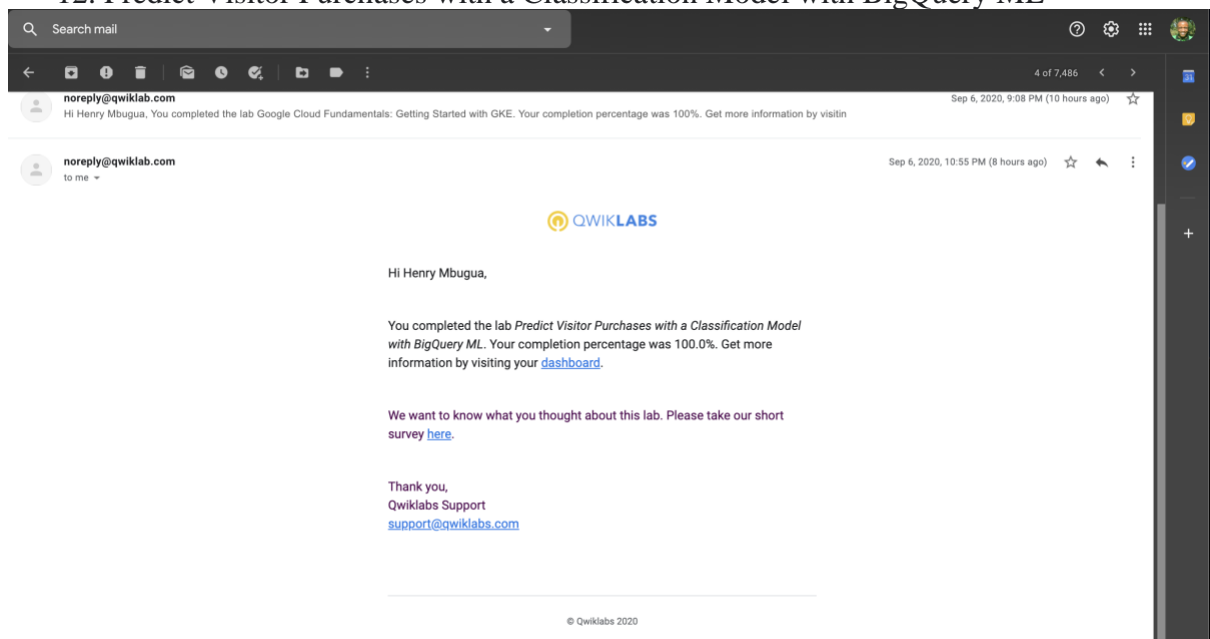 12. Predict Visitor Purchases with a Classification Model with BigQuery ML
Search mail
4 of 7,486
31
noreply@qwiklab.com
Sep 6, 2020, 9:08 PM (10 hours ago)
Hi Henry Mbugua, You completed the lab Google Cloud Fundamentals: Getting Started with GKE. Your completion percentage was 100%. Get more information by visitin
noreply@qwiklab.com
Sep 6, 2020, 10:55 PM (8 hours ago)
to me
QWIKLABS
Hi Henry Mbugua,
You completed the lab Predict Visitor Purchases with a Classification Model
with BigQuery ML. Your completion percentage was 100.0%. Get more
information by visiting your dashboard.
We want to know what you thought about this lab. Please take our short
survey here.
Thank you,
Qwiklabs Support
support@qwiklabs.com
© Qwiklabs 2020